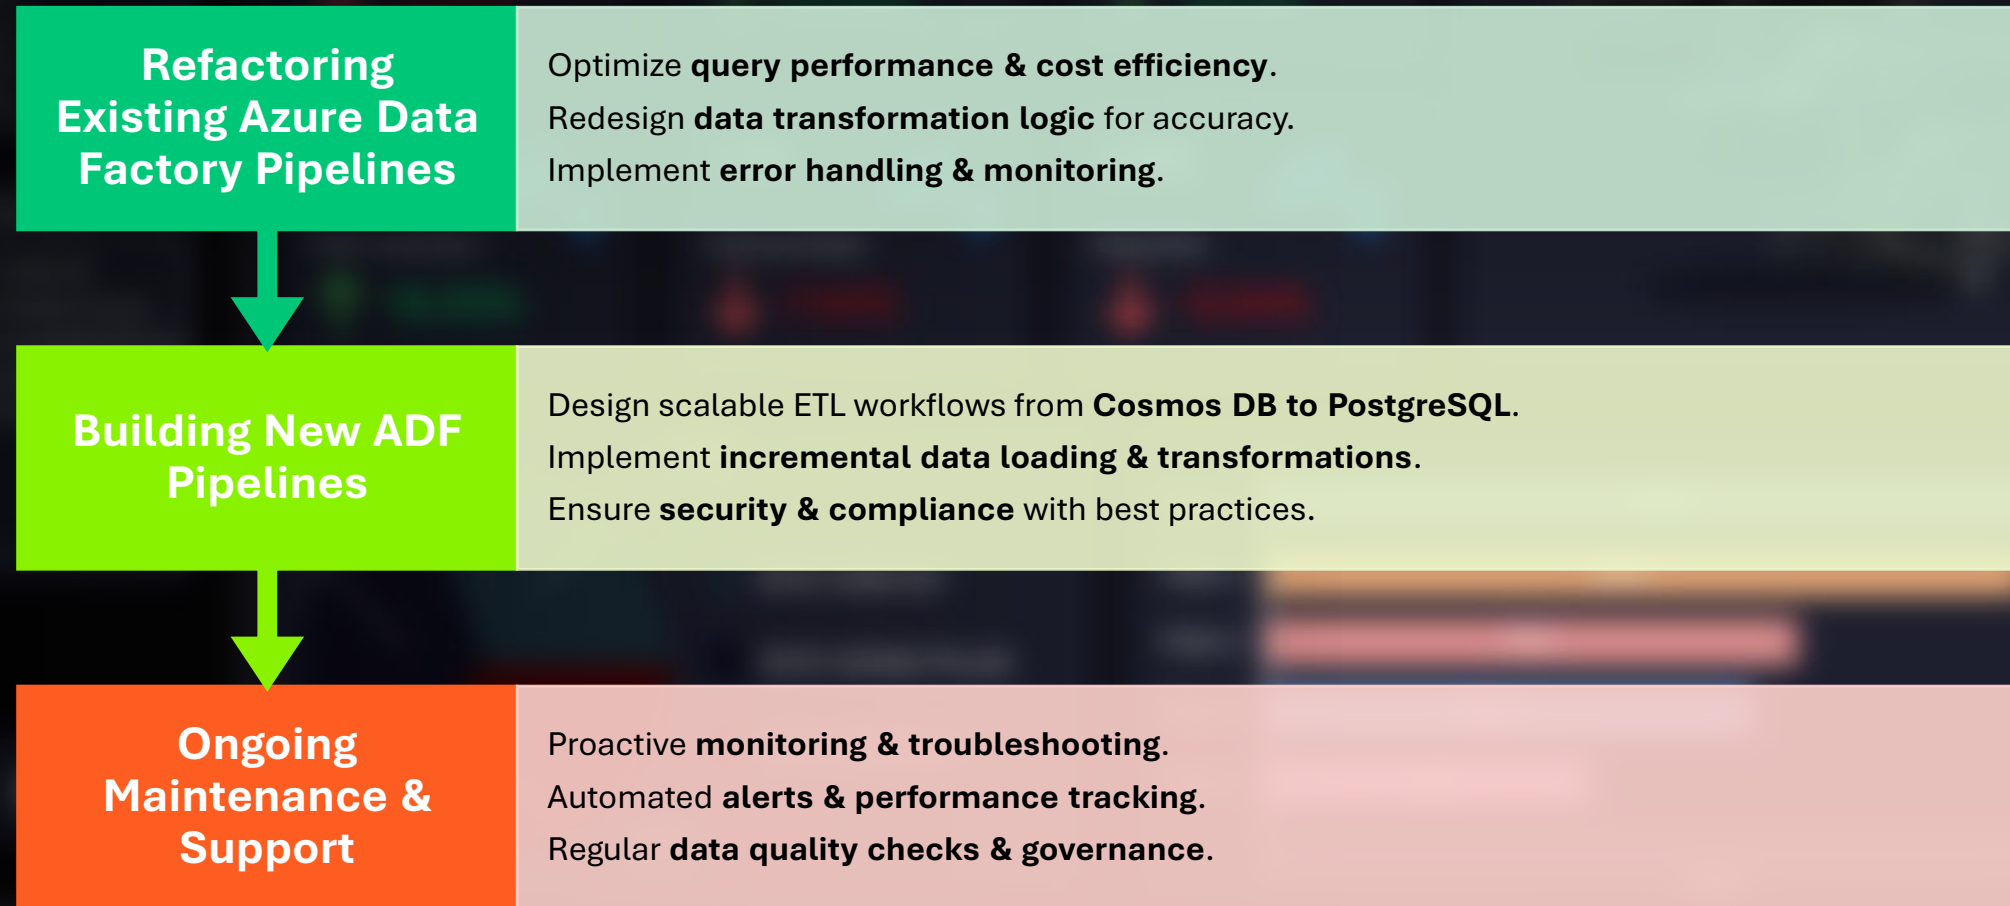 Refactoring
Existing Azure Data
Factory Pipelines
Optimize query performance & cost efficiency.
Redesign data transformation logic for accuracy.
Implement error handling & monitoring.
Building New ADF
Pipelines
Design scalable ETL workflows from Cosmos DB to PostgreSQL.
Implement incremental data loading & transformations.
Ensure security & compliance with best practices.
Ongoing
Maintenance &
Support
Proactive monitoring & troubleshooting.
Automated alerts & performance tracking.
Regular data quality checks & governance.